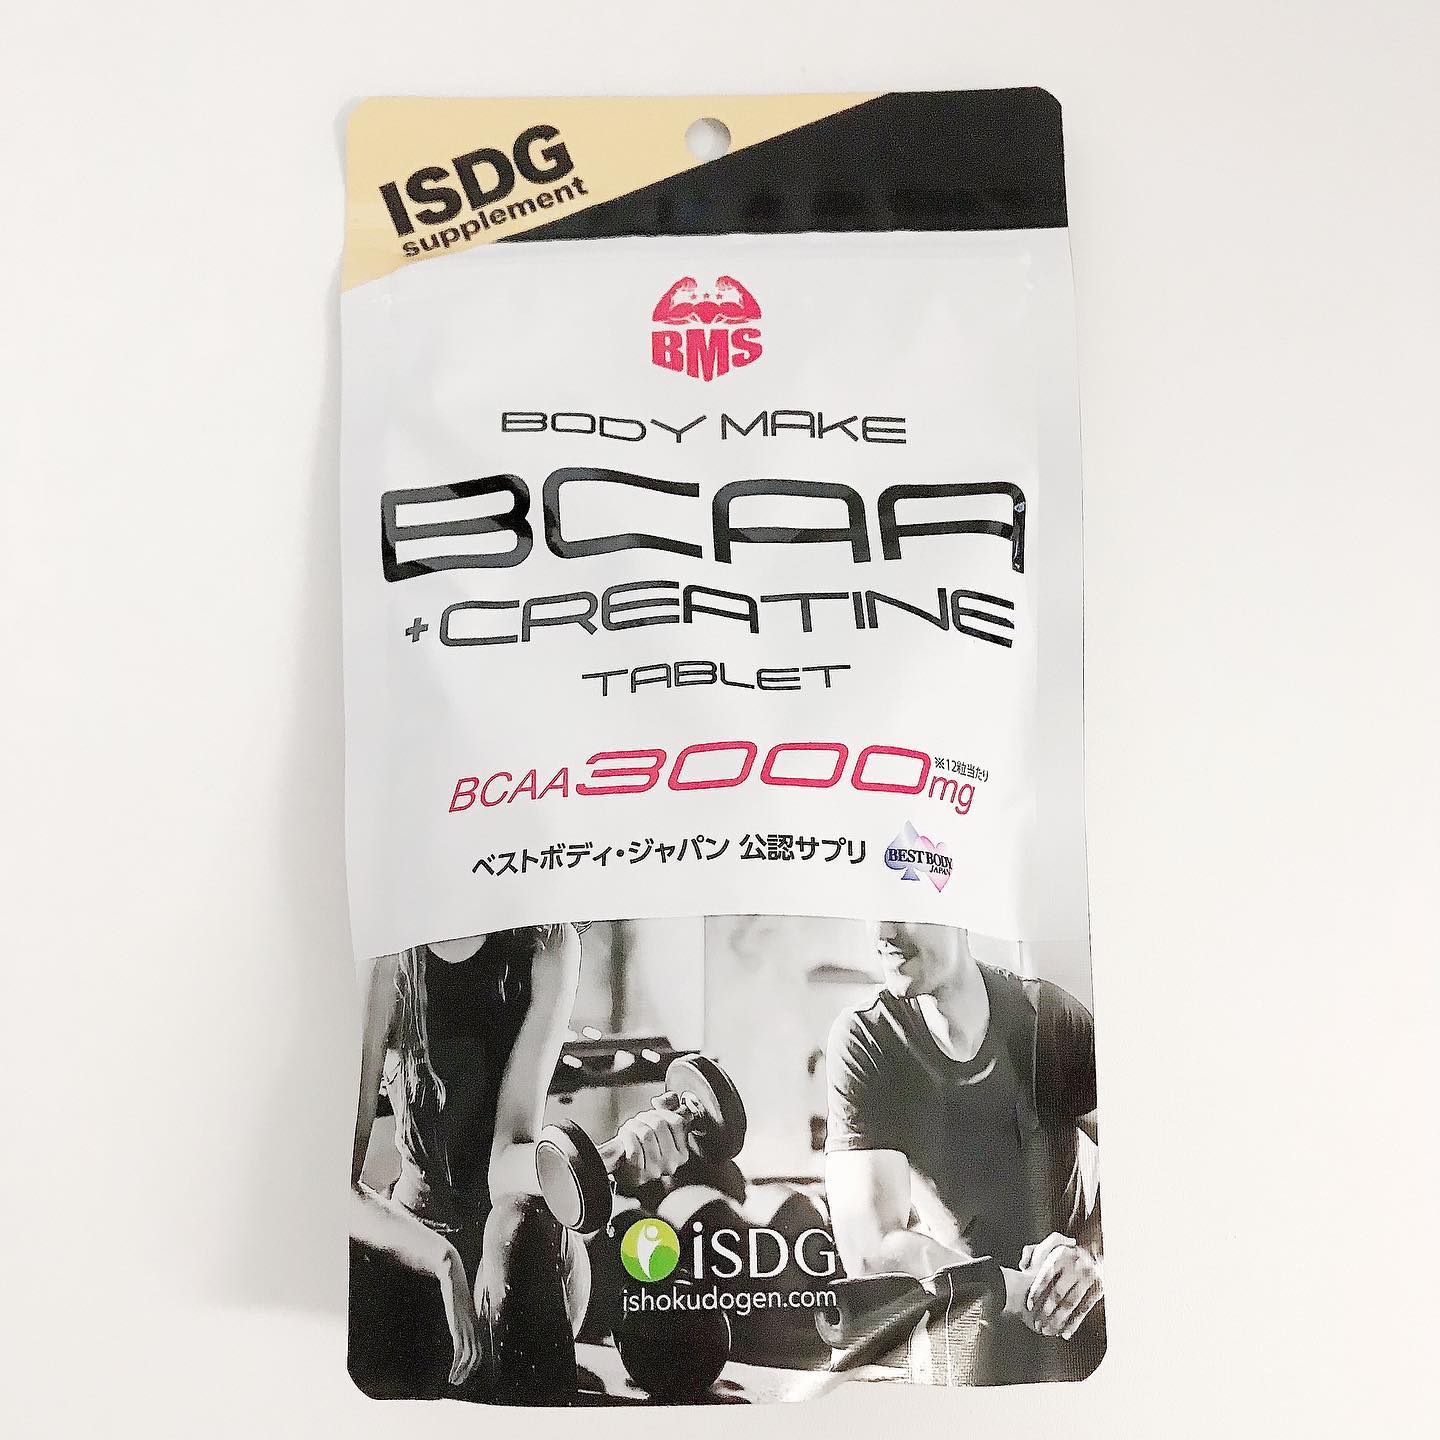 ISDG
supplement
BMS
BODY MAKE
BCAA
+CREATINE
TABLET
BCAA3000mg ※12粒当たり
ベストボディ・ジャパン 公認サプリ
BEST BODY
JAPAN
iSDG
ishokudogen.com